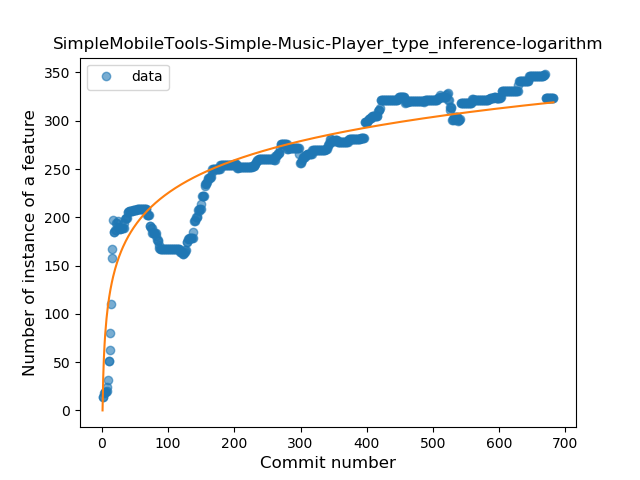 SimpleMobileTools-Simple-Music-Player_type_inference-logarithm
data
Number of instance of a feature
350
300
250
200
150
100
50
0
0 100 200 300 400 500 600 700
Commit number